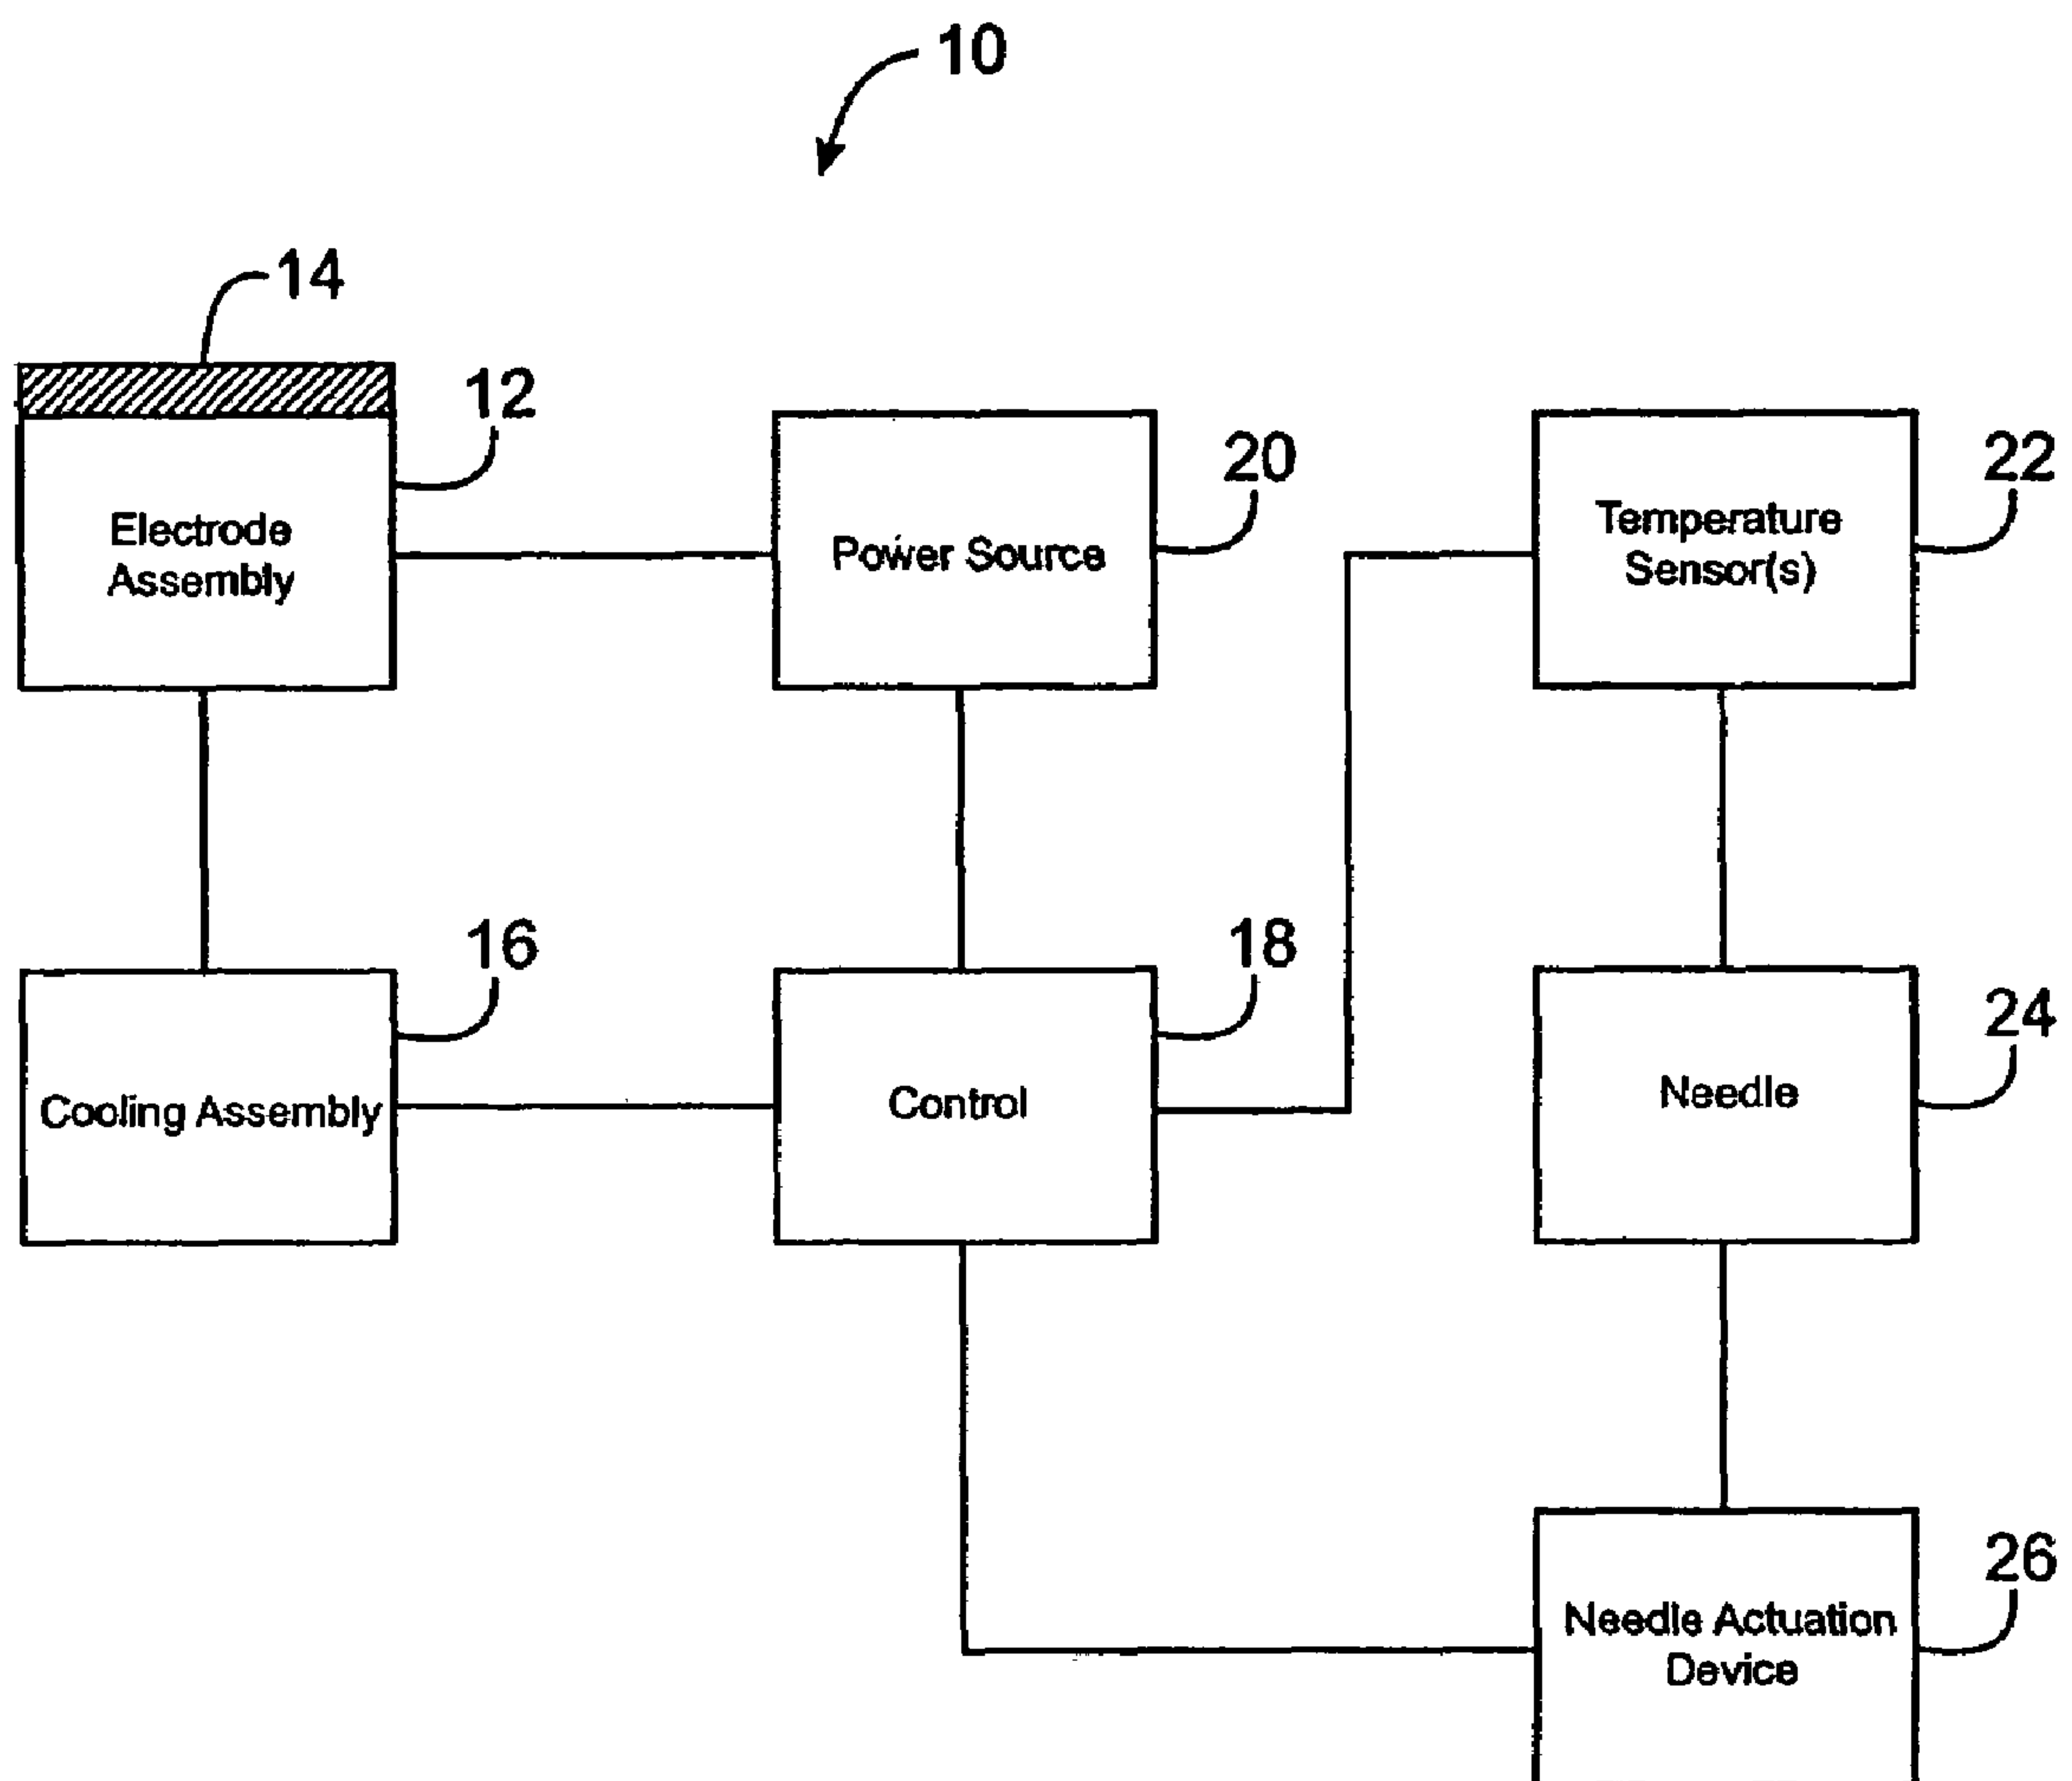 10
14
12
Electrode
Assembly
20
Power Source
22
Temperature
Sensor(s)
16
Cooling Assembly
18
Control
24
Needle
26
Needle Actuation
Device